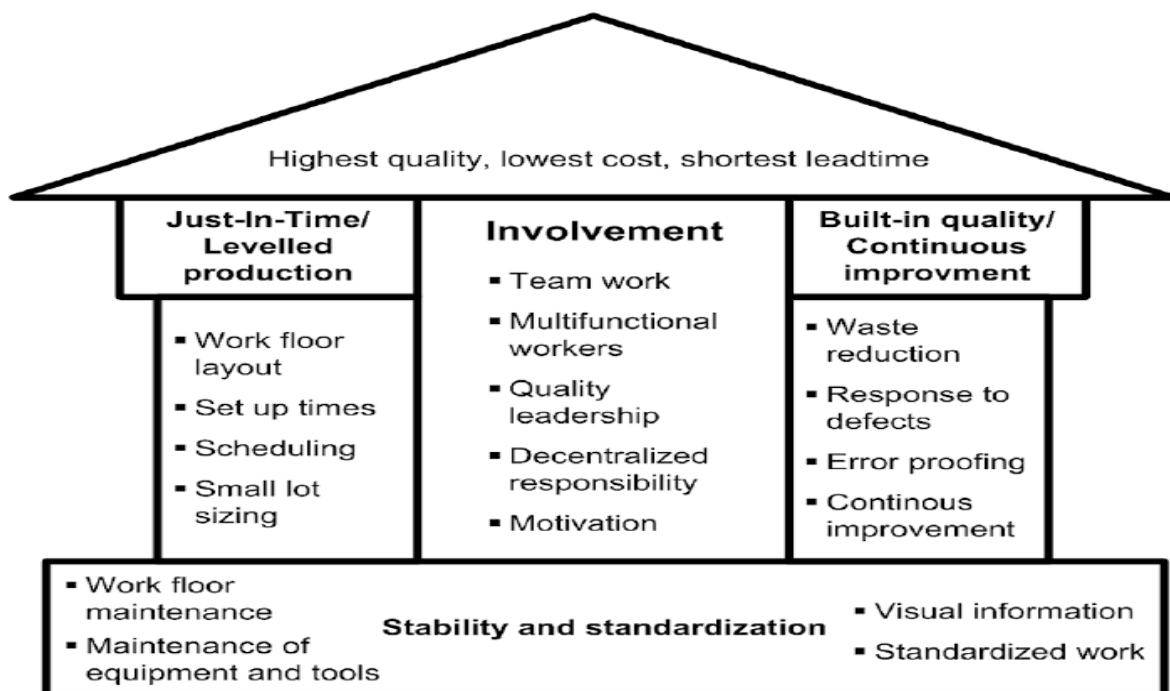 Highest quality, lowest cost, shortest leadtime
Just-In-Time/
Levelled
production
▪ Work floor
layout
▪ Set up times
▪ Scheduling
▪ Small lot
sizing
Involvement
▪ Team work
▪ Multifunctional
workers
▪ Quality
leadership
▪ Decentralized
responsibility
▪ Motivation
Built-in quality/
Continuous
improvment
▪ Waste
reduction
▪ Response to
defects
▪ Error proofing
▪ Continous
improvement
▪ Work floor
maintenance
▪ Maintenance of
equipment and tools
Stability and standardization
▪ Visual information
▪ Standardized work